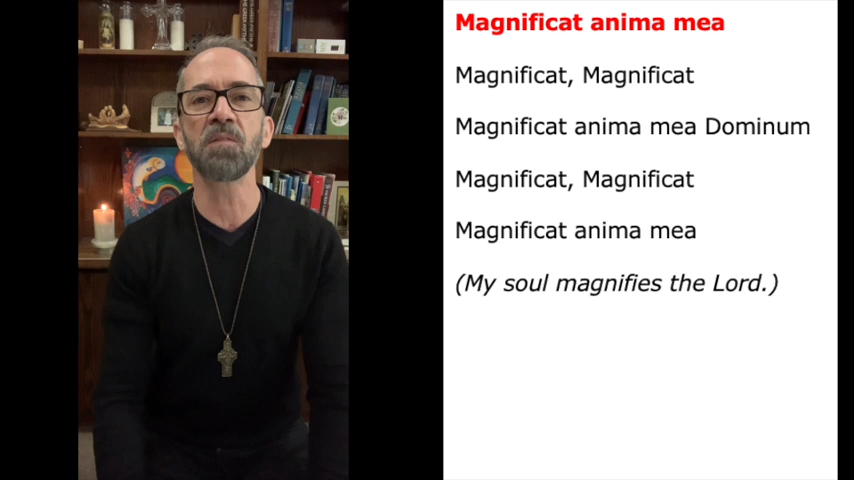 Magnificat anima mea
Magnificat, Magnificat
Magnificat anima mea Dominum
Magnificat, Magnificat
Magnificat anima mea
(My soul magnifies the Lord.)